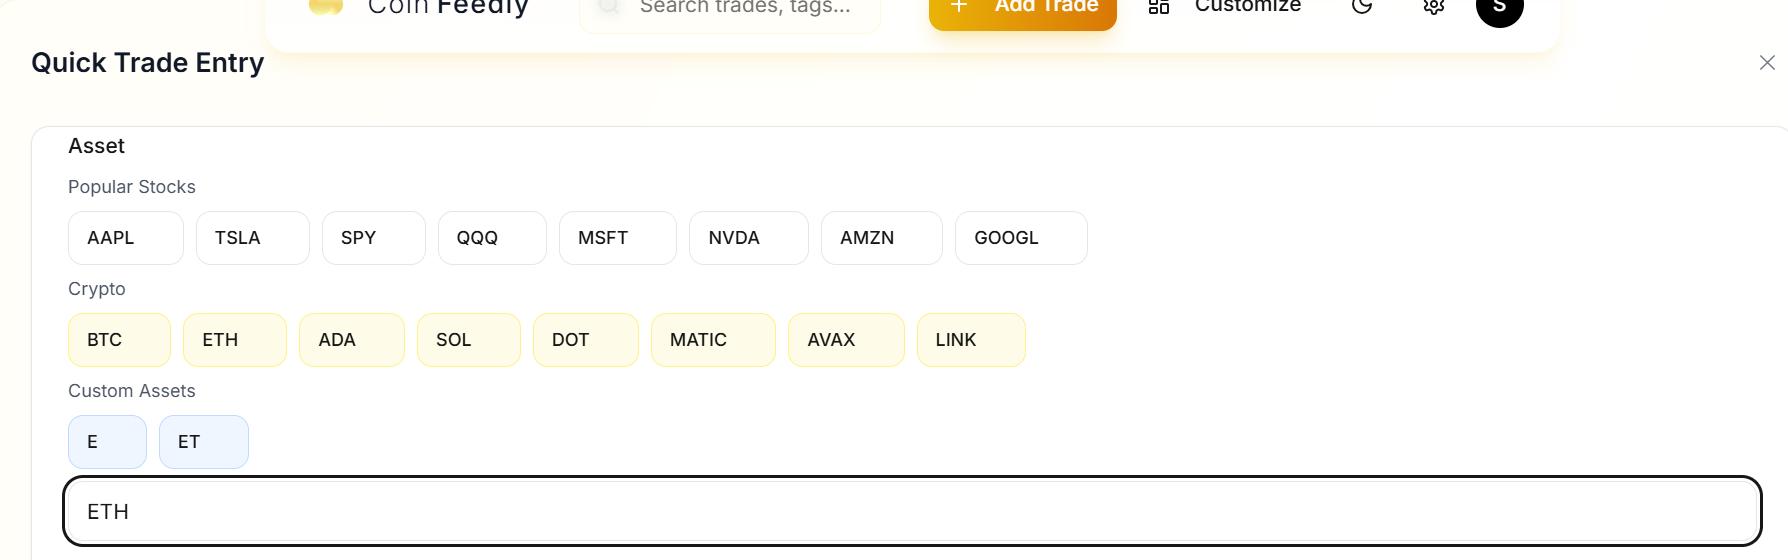 Coin Feedly
Search trades, tags...
+ Add Trade
Customize
S
Quick Trade Entry
Asset
Popular Stocks
AAPL TSLA SPY QQQ MSFT NVDA AMZN GOOGL
Crypto
BTC ETH ADA SOL DOT MATIC AVAX LINK
Custom Assets
E ET
ETH